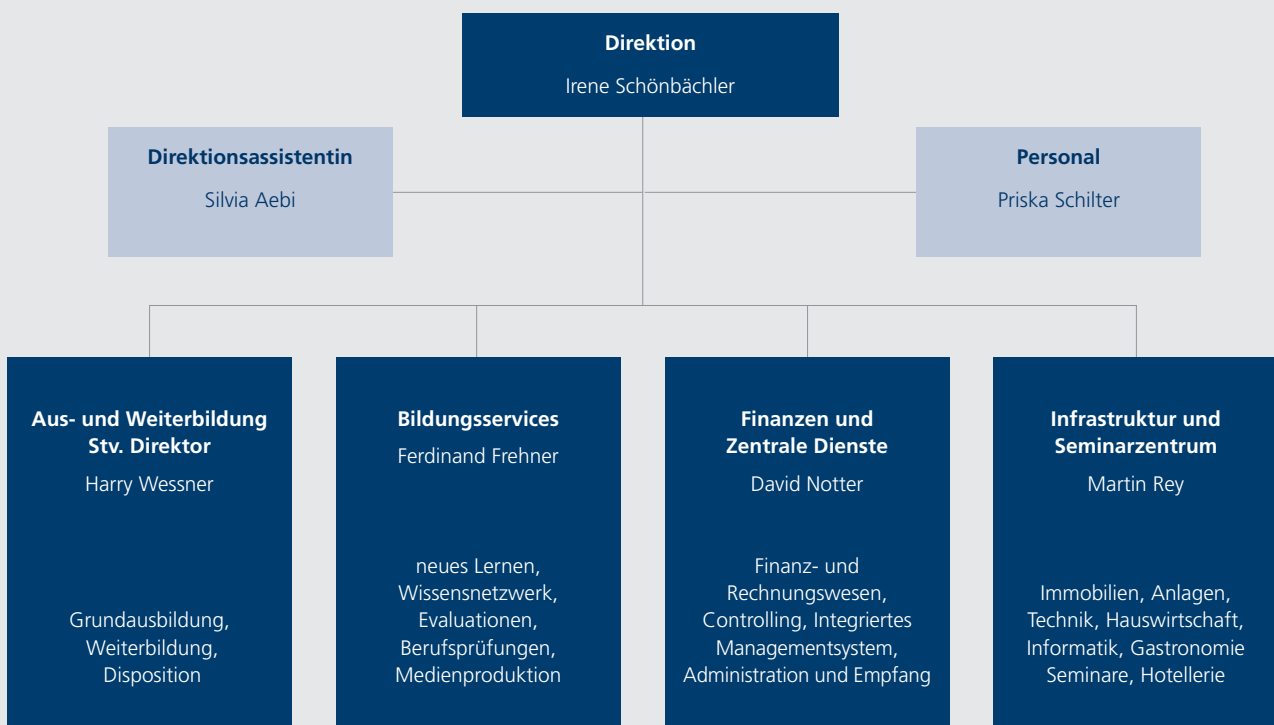 Direktion
Irene Schönbächler
Direktionsassistentin
Silvia Aebi
Personal
Priska Schilter
Aus- und Weiterbildung
Stv. Direktor
Harry Wessner
Grundausbildung,
Weiterbildung,
Disposition
Bildungsservices
Ferdinand Frehner
neues Lernen,
Wissensnetzwerk,
Evaluationen,
Berufsprüfungen,
Medienproduktion
Finanzen und
Zentrale Dienste
David Notter
Finanz- und
Rechnungswesen,
Controlling, Integriertes
Managementsystem,
Administration und Empfang
Infrastruktur und
Seminarzentrum
Martin Rey
Immobilien, Anlagen,
Technik, Hauswirtschaft,
Informatik, Gastronomie
Seminare, Hotellerie